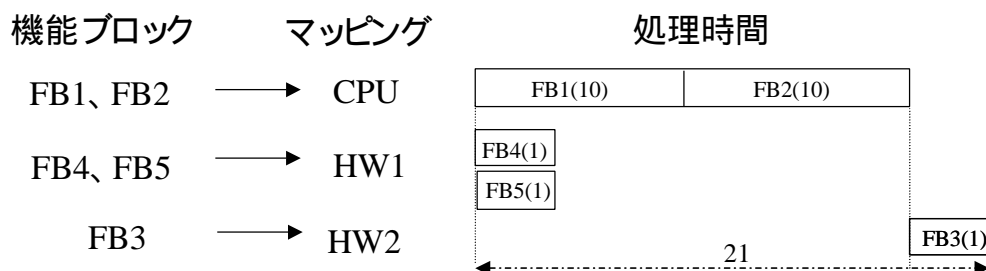 機能ブロック マッピング 処理時間
FB1、FB2 CPU FB1(10) FB2(10)
FB4、FB5 HW1 FB4(1)
FB5(1)
FB3 HW2 FB3(1)
21